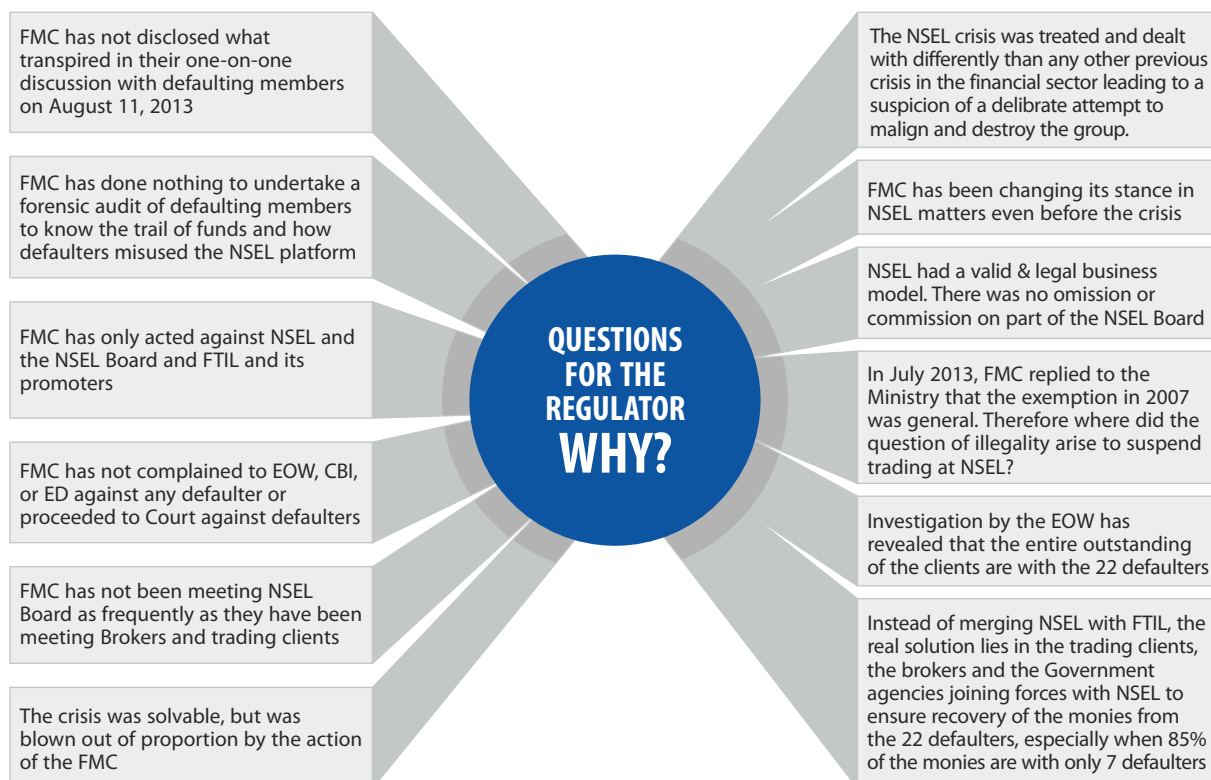 FMC has not disclosed what
transpired in their one-on-one
discussion with defaulting members
on August 11, 2013
FMC has done nothing to undertake a
forensic audit of defaulting members
to know the trail of funds and how
defaulters misused the NSEL platform
FMC has only acted against NSEL and
the NSEL Board and FTIL and its
promoters
FMC has not complained to EOW, CBI,
or ED against any defaulter or
proceeded to Court against defaulters
FMC has not been meeting NSEL
Board as frequently as they have been
meeting Brokers and trading clients
The crisis was solvable, but was
blown out of proportion by the action
of the FMC
QUESTIONS
FOR THE
REGULATOR
WHY?
The NSEL crisis was treated and dealt
with differently than any other previous
crisis in the financial sector leading to a
suspicion of a delibrate attempt to
malign and destroy the group.
FMC has been changing its stance in
NSEL matters even before the crisis
NSEL had a valid & legal business
model. There was no omission or
commission on part of the NSEL Board
In July 2013, FMC replied to the
Ministry that the exemption in 2007
was general. Therefore where did the
question of illegality arise to suspend
trading at NSEL?
Investigation by the EOW has
revealed that the entire outstanding
of the clients are with the 22 defaulters
Instead of merging NSEL with FTIL, the
real solution lies in the trading clients,
the brokers and the Government
agencies joining forces with NSEL to
ensure recovery of the monies from
the 22 defaulters, especially when 85%
of the monies are with only 7 defaulters